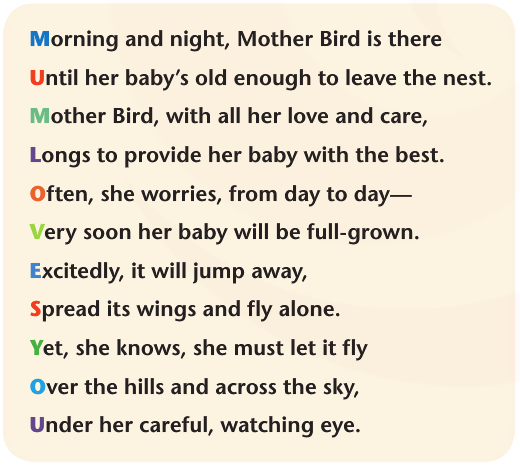 Morning and night, Mother Bird is there
Until her baby’s old enough to leave the nest.
Mother Bird, with all her love and care,
Longs to provide her baby with the best.
Often, she worries, from day to day—
Very soon her baby will be full-grown.
Excitedly, it will jump away,
Spread its wings and fly alone.
Yet, she knows, she must let it fly
Over the hills and across the sky,
Under her careful, watching eye.